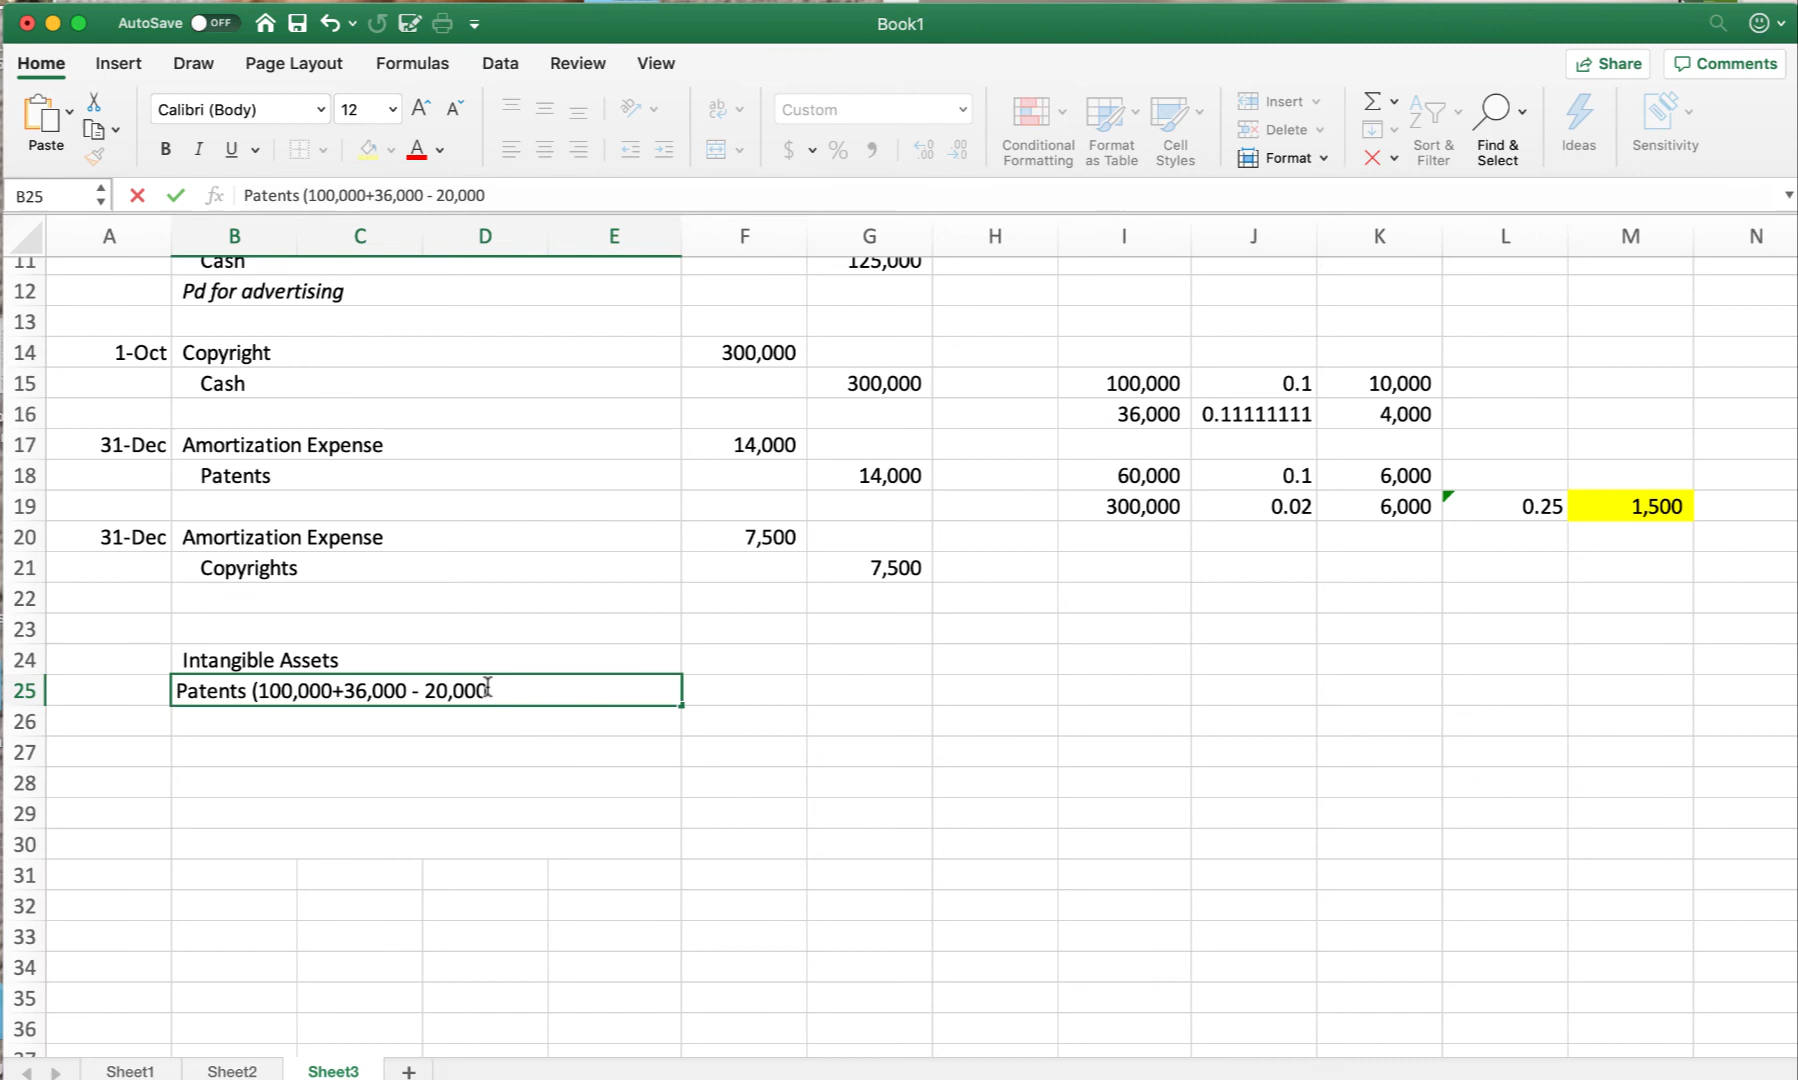 AutoSave OFF Book1
Home Insert Draw Page Layout Formulas Data Review View Share Comments
Paste Calibri (Body) 12 A A ab Custom Conditional Formatting Format as Table Cell Styles Insert Delete Format Sort & Filter Find & Select Ideas Sensitivity
B I U A $ % 
B25 fx Patents (100,000+36,000 - 20,000
A B C D E F G H I J K L M N
11 Cash 125,000
12 Pd for advertising
13
14 1-Oct Copyright 300,000
15 Cash 300,000 100,000 0.1 10,000
16 36,000 0.11111111 4,000
17 31-Dec Amortization Expense 14,000
18 Patents 14,000 60,000 0.1 6,000
19 300,000 0.02 6,000 0.25 1,500
20 31-Dec Amortization Expense 7,500
21 Copyrights 7,500
22
23
24 Intangible Assets
25 Patents (100,000+36,000 - 20,000
26
27
28
29
30
31
32
33
34
35
36
37
Sheet1 Sheet2 Sheet3 +